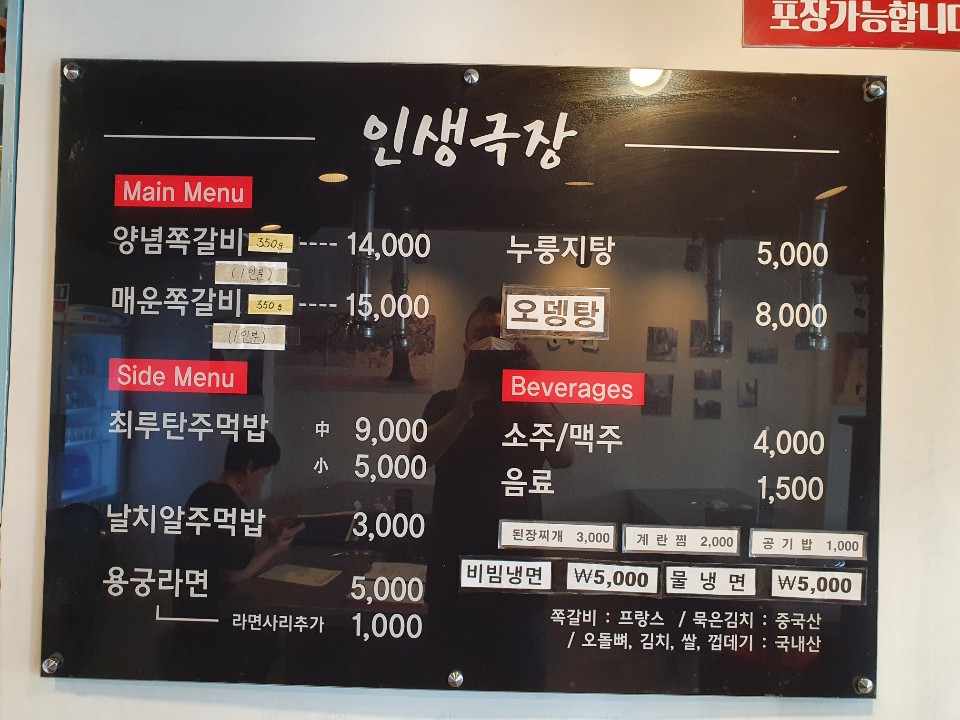 포장가능합니다
인생극장
Main Menu
양념쪽갈비 350g ---- 14,000
(1인분)
매운쪽갈비 350g ---- 15,000
(1인분)
Side Menu
최루탄주먹밥 中 9,000
小 5,000
날치알주먹밥 3,000
용궁라면 5,000
라면사리추가 1,000
누룽지탕 5,000
오뎅탕 8,000
Beverages
소주/맥주 4,000
음료 1,500
된장찌개 3,000 계란찜 2,000 공기밥 1,000
비빔냉면 ₩5,000 물냉면 ₩5,000
쪽갈비 : 프랑스 / 묵은김치 : 중국산
/ 오돌뼈, 김치, 쌀, 껍데기 : 국내산